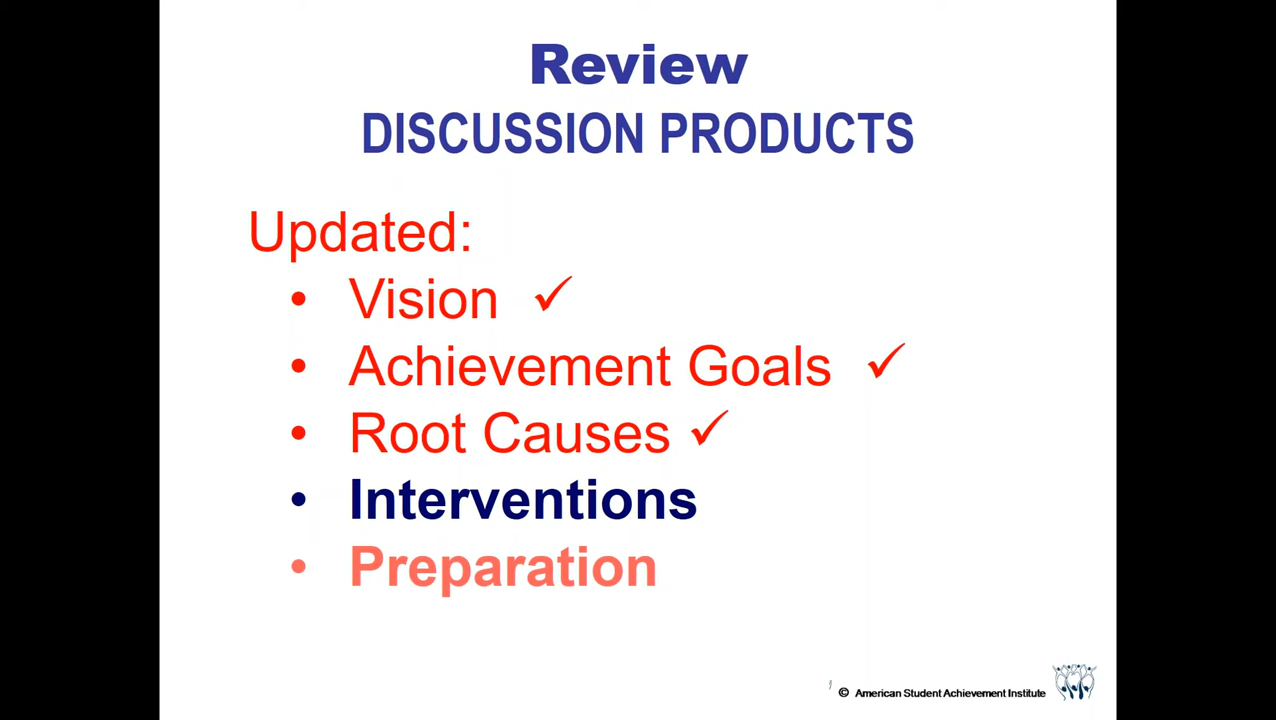 Review
DISCUSSION PRODUCTS
Updated:
• Vision ✓
• Achievement Goals ✓
• Root Causes ✓
• Interventions
• Preparation
© American Student Achievement Institute